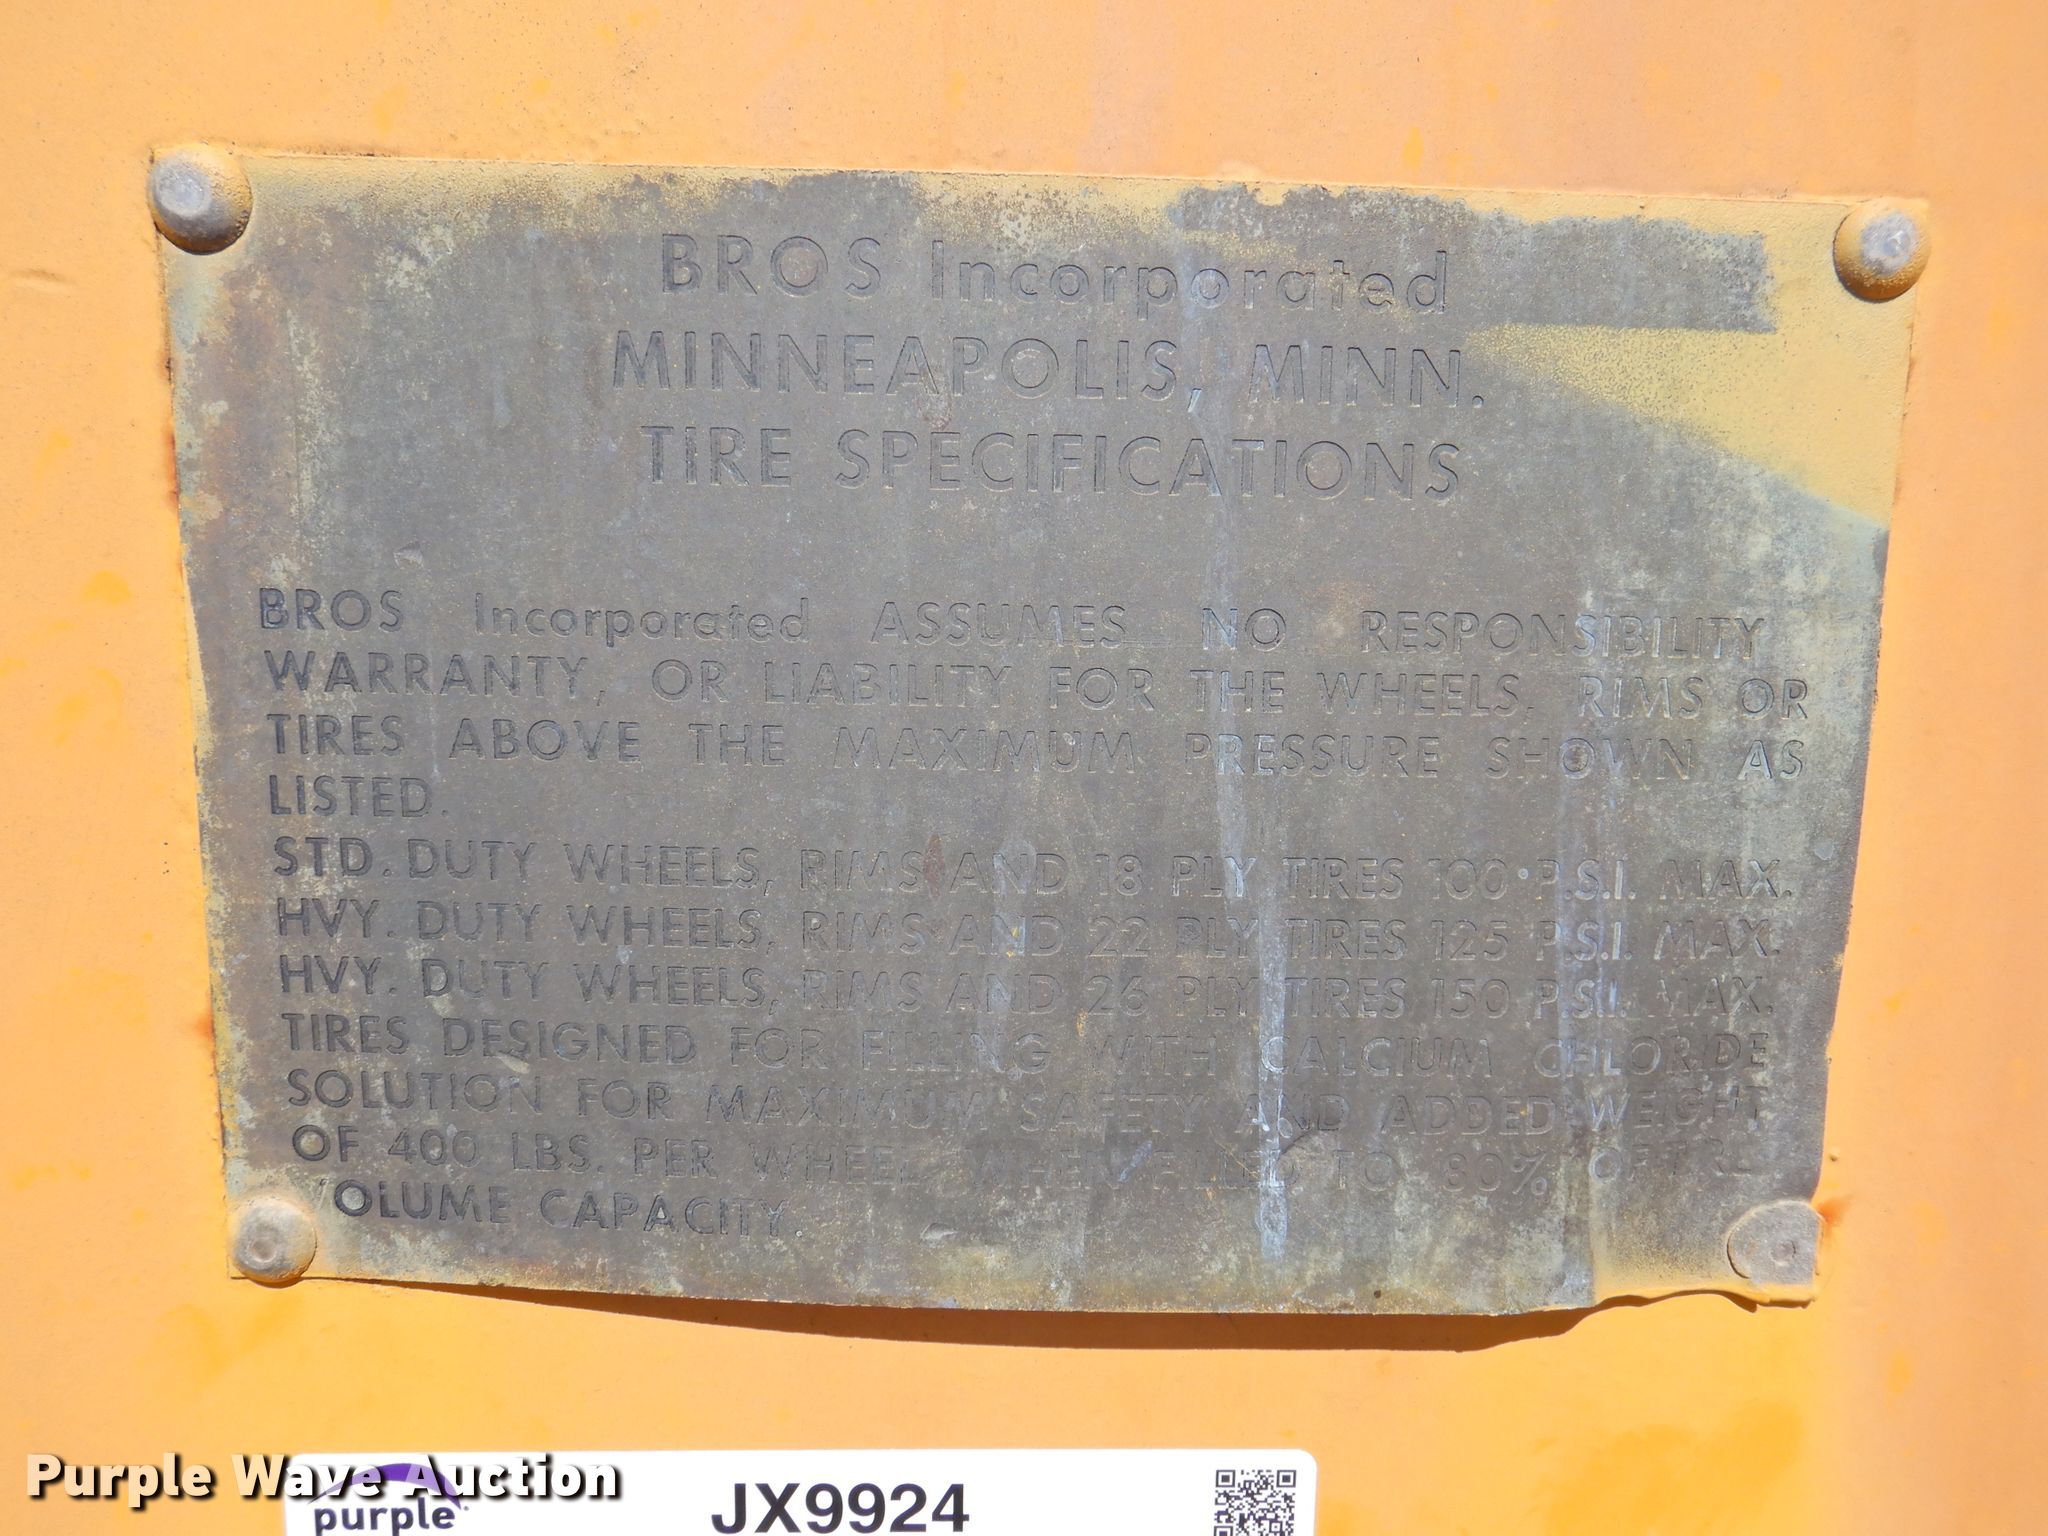 BROS Incorporated
MINNEAPOLIS, MINN.
TIRE SPECIFICATIONS
BROS Incorporated ASSUMES NO RESPONSIBILITY
WARRANTY, OR LIABILITY FOR THE WHEELS, RIMS OR
TIRES ABOVE THE MAXIMUM PRESSURE SHOWN AS
LISTED.
STD. DUTY WHEELS, RIMS AND 18 PLY TIRES 100 P.S.I. MAX.
HVY. DUTY WHEELS, RIMS AND 22 PLY TIRES 125 P.S.I. MAX.
HVY. DUTY WHEELS, RIMS AND 26 PLY TIRES 150 P.S.I. MAX.
TIRES DESIGNED FOR FILLING WITH CALCIUM CHLORIDE
SOLUTION FOR MAXIMUM SAFETY AND ADDED WEIGHT
OF 400 LBS. PER WHEEL WHEN FILLED TO 80% OF
VOLUME CAPACITY.
Purple Wave Auction
purple
JX9924